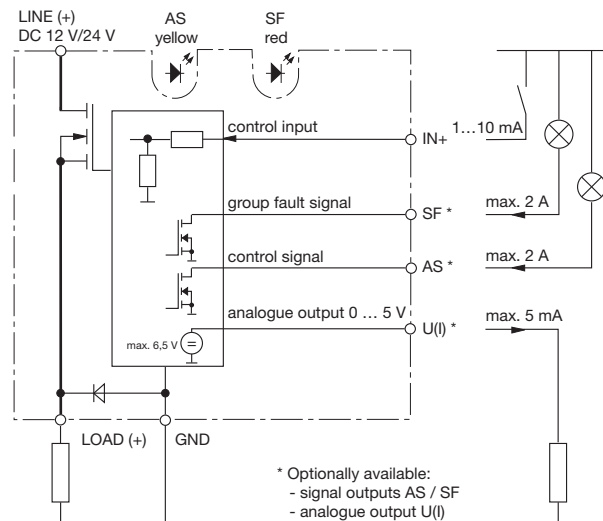 LINE (+)
DC 12 V/24 V
AS
yellow
SF
red
control input
IN+
1…10 mA
group fault signal
SF *
max. 2 A
control signal
AS *
max. 2 A
analogue output 0 … 5 V
U(I) *
max. 5 mA
max. 6,5 V
=
LOAD (+)
GND
* Optionally available:
- signal outputs AS / SF
- analogue output U(I)